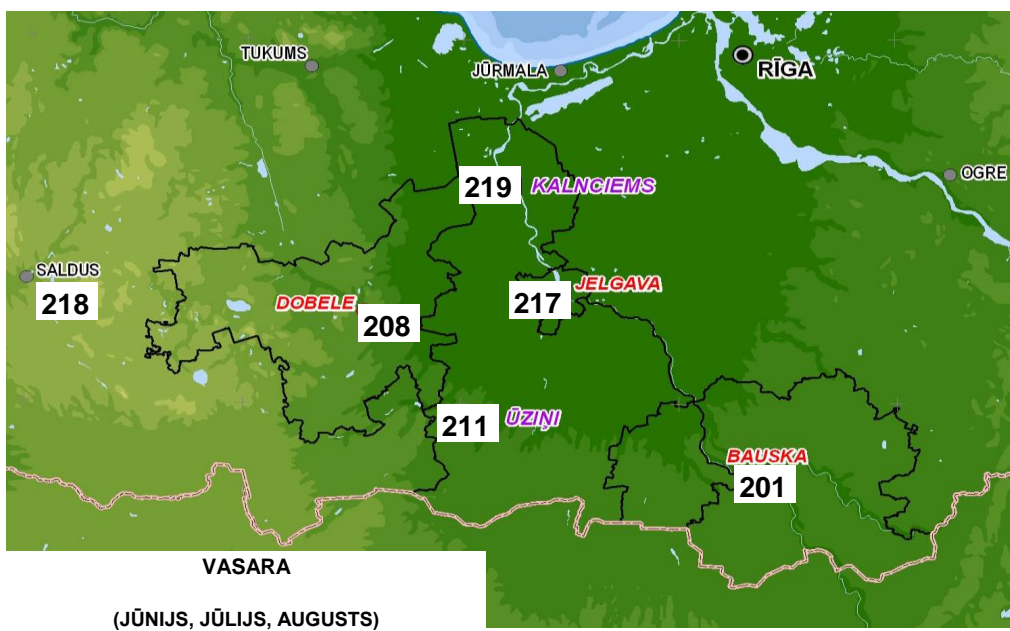 TUKUMS
JŪRMALA
RĪGA
OGRE
219 KALNCIEMS
SALDUS
218
JELGAVA
217
DOBELE
208
211 ŪZIŅI
BAUSKA
201
VASARA
(JŪNIJS, JŪLIJS, AUGUSTS)